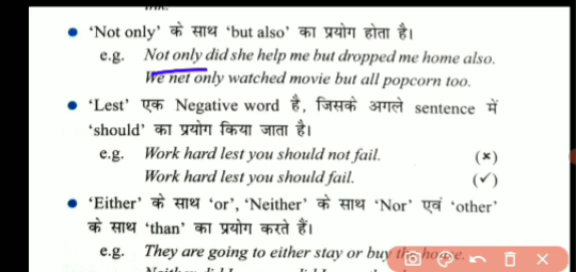 • ‘Not only’ के साथ ‘but also’ का प्रयोग होता है।
e.g. Not only did she help me but dropped me home also.
We net only watched movie but all popcorn too.
• ‘Lest’ एक Negative word है, जिसके अगले sentence में
‘should’ का प्रयोग किया जाता है।
e.g. Work hard lest you should not fail. (×)
Work hard lest you should fail. (✓)
• ‘Either’ के साथ ‘or’, ‘Neither’ के साथ ‘Nor’ एवं ‘other’
के साथ ‘than’ का प्रयोग करते हैं।
e.g. They are going to either stay or buy